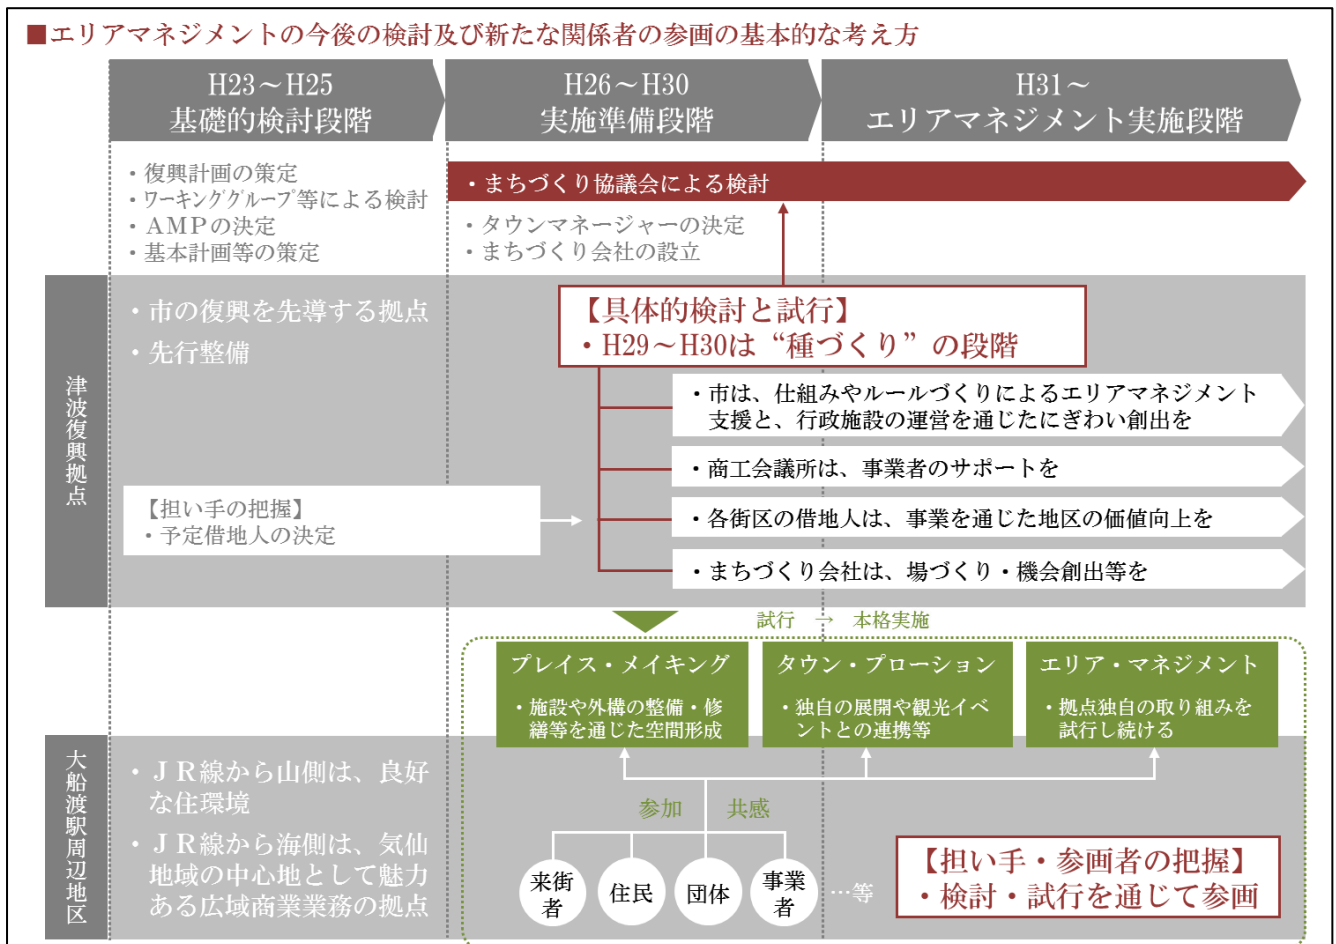 ■エリアマネジメントの今後の検討及び新たな関係者の参画の基本的な考え方
H23～H25
基礎的検討段階
H26～H30
実施準備段階
H31～
エリアマネジメント実施段階
・復興計画の策定
・ワーキンググループ等による検討
・AMPの決定
・基本計画等の策定
・まちづくり協議会による検討
・タウンマネージャーの決定
・まちづくり会社の設立
津波復興拠点
・市の復興を先導する拠点
・先行整備
【具体的検討と試行】
・H29～H30は“種づくり”の段階
・市は、仕組みやルールづくりによるエリアマネジメント
支援と、行政施設の運営を通じたにぎわい創出を
・商工会議所は、事業者のサポートを
【担い手の把握】
・予定借地人の決定
・各街区の借地人は、事業を通じた地区の価値向上を
・まちづくり会社は、場づくり・機会創出等を
試行 → 本格実施
プレイス・メイキング
・施設や外構の整備・修
繕等を通じた空間形成
タウン・プローション
・独自の展開や観光イベ
ントとの連携等
エリア・マネジメント
・拠点独自の取り組みを
試行し続ける
大船渡駅周辺地区
・JR線から山側は、良好
な住環境
・JR線から海側は、気仙
地域の中心地として魅力
ある広域商業業務の拠点
参加 共感
来街
者
住民
団体
事業
者
…等
【担い手・参画者の把握】
・検討・試行を通じて参画